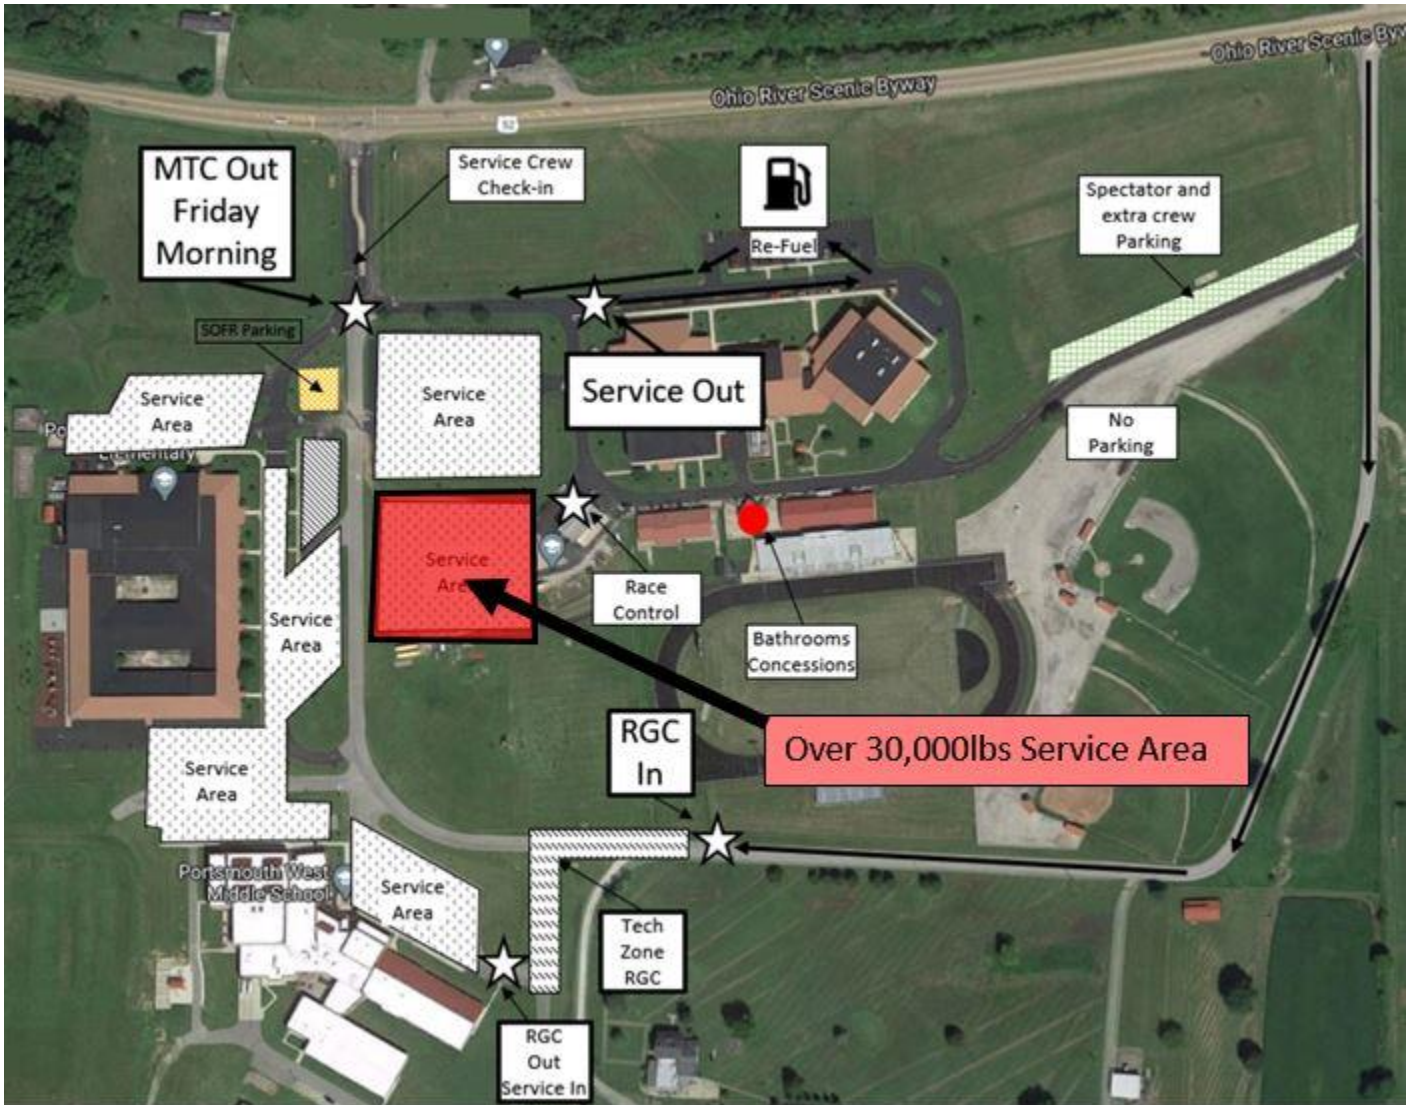 Ohio River Scenic Byw
Ohio River Scenic Byway
52
MTC Out
Friday
Morning
Service Crew
Check-in
Re-Fuel
Spectator and
extra crew
Parking
SOFR Parking
Service
Area
Service
Area
Service Out
No
Parking
Po
Elementary
Service
Race
Control
Service
Area
Bathrooms
Concessions
RGC
In
Over 30,000lbs Service Area
Service
Area
Portsmouth West
Middle School
Service
Area
Tech
Zone
RGC
RGC
Out
Service In